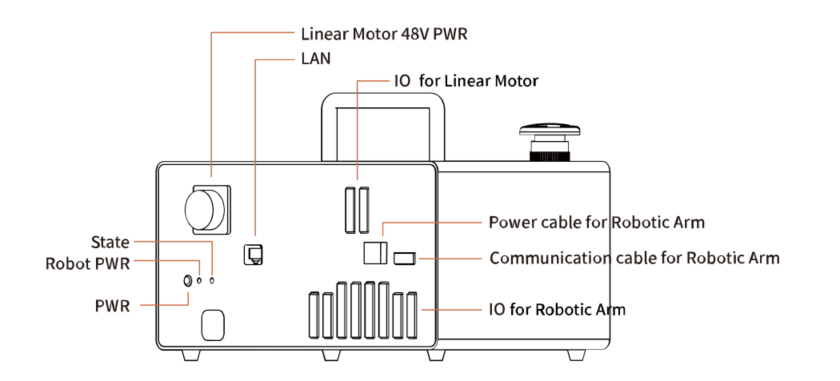 Linear Motor 48V PWR
LAN
IO for Linear Motor
Power cable for Robotic Arm
State
Robot PWR
Communication cable for Robotic Arm
PWR
IO for Robotic Arm